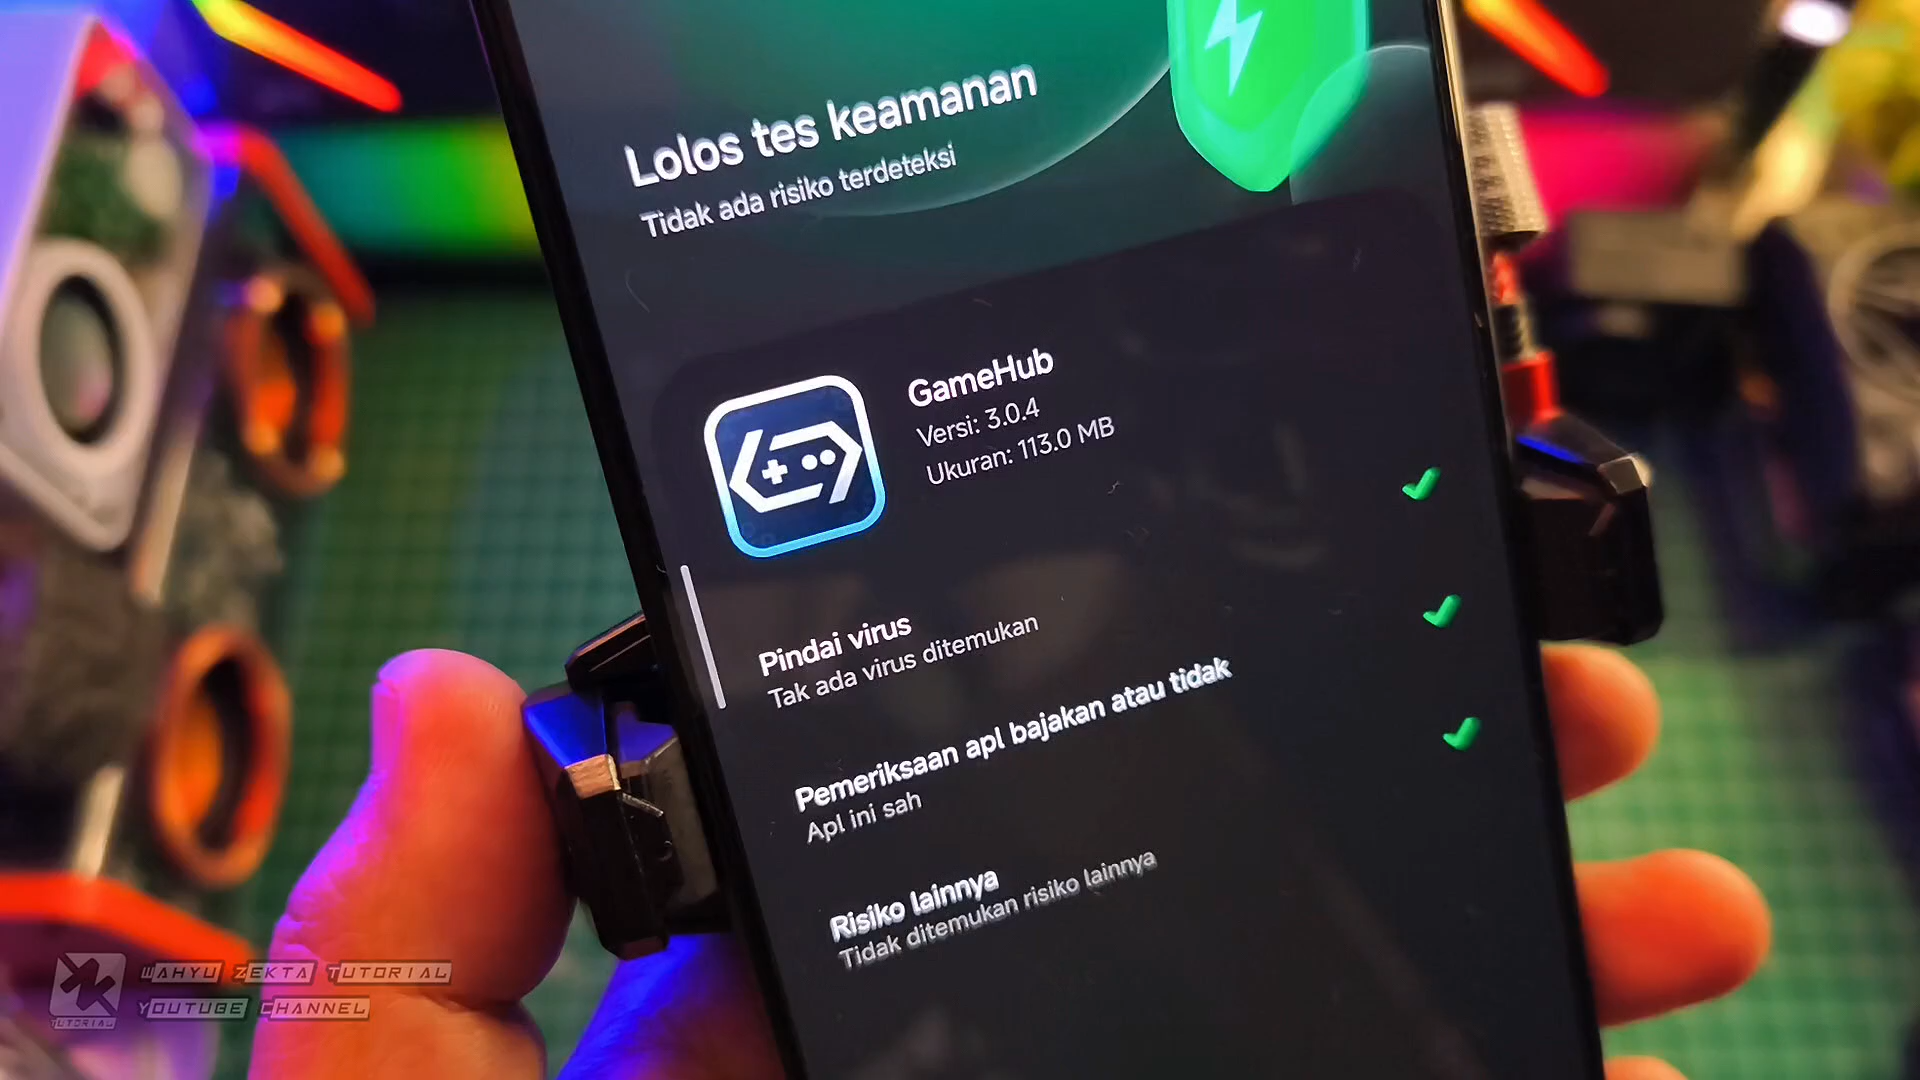 Lolos tes keamanan
Tidak ada risiko terdeteksi
GameHub
Versi: 3.0.4
Ukuran: 113.0 MB
Pindai virus
Tak ada virus ditemukan
Pemeriksaan apl bajakan atau tidak
Apl ini sah
Risiko lainnya
Tidak ditemukan risiko lainnya
WAHYU ZEKTA TUTORIAL
YOUTUBE CHANNEL
TUTORIAL